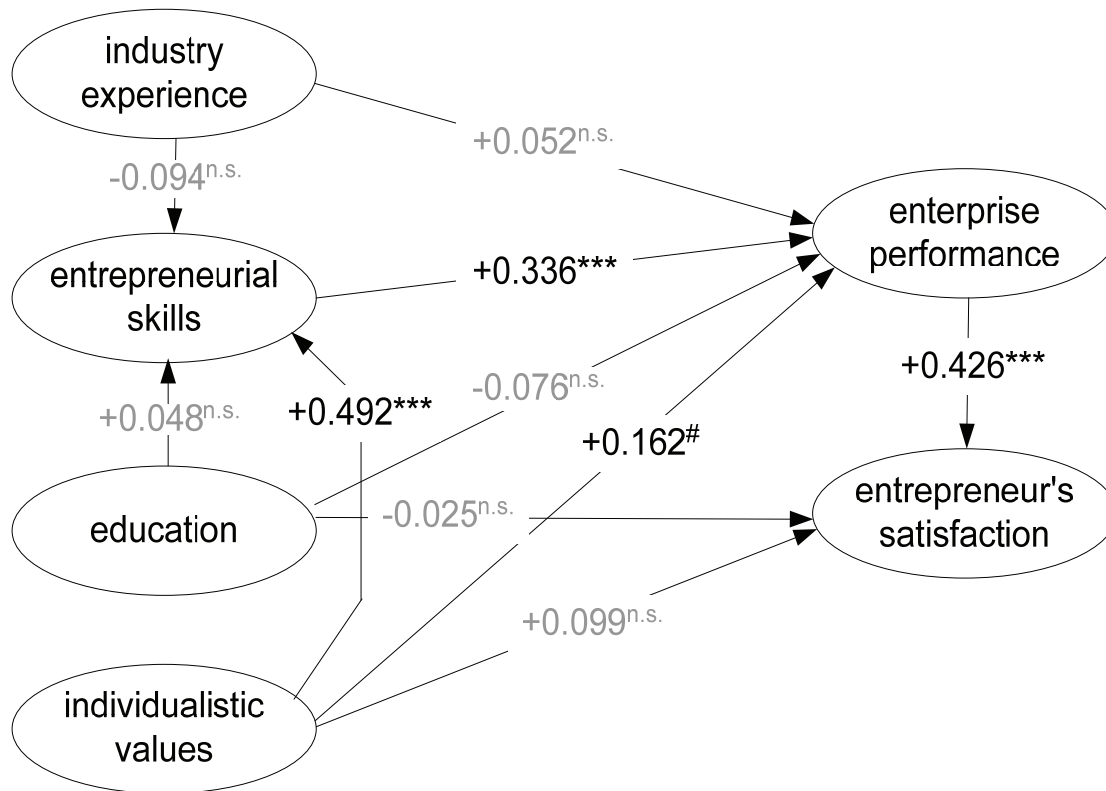 industry
experience
+0.052n.s.
-0.094n.s.
enterprise
performance
entrepreneurial
skills
+0.336***
-0.076n.s.
+0.426***
+0.048n.s.
+0.492***
+0.162#
education
-0.025n.s.
entrepreneur's
satisfaction
+0.099n.s.
individualistic
values